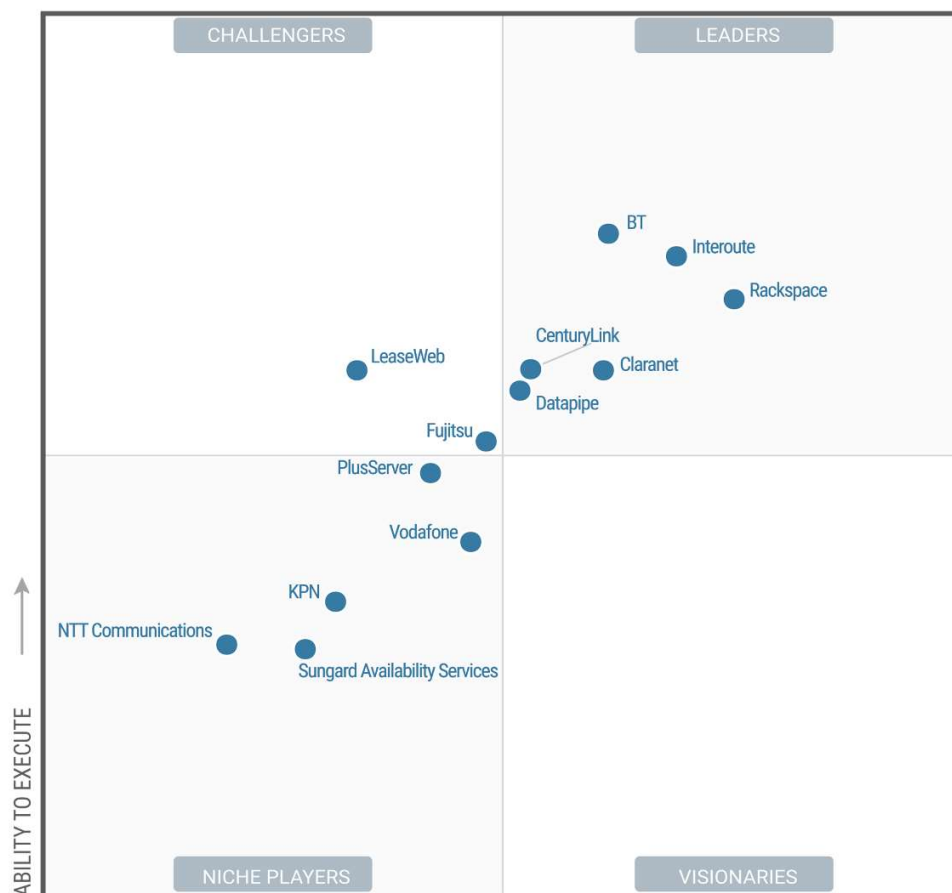 CHALLENGERS
LEADERS
BT
Interoute
Rackspace
CenturyLink
LeaseWeb
Claranet
Datapipe
Fujitsu
PlusServer
Vodafone
KPN
NTT Communications
Sungard Availability Services
ABILITY TO EXECUTE
NICHE PLAYERS
VISIONARIES